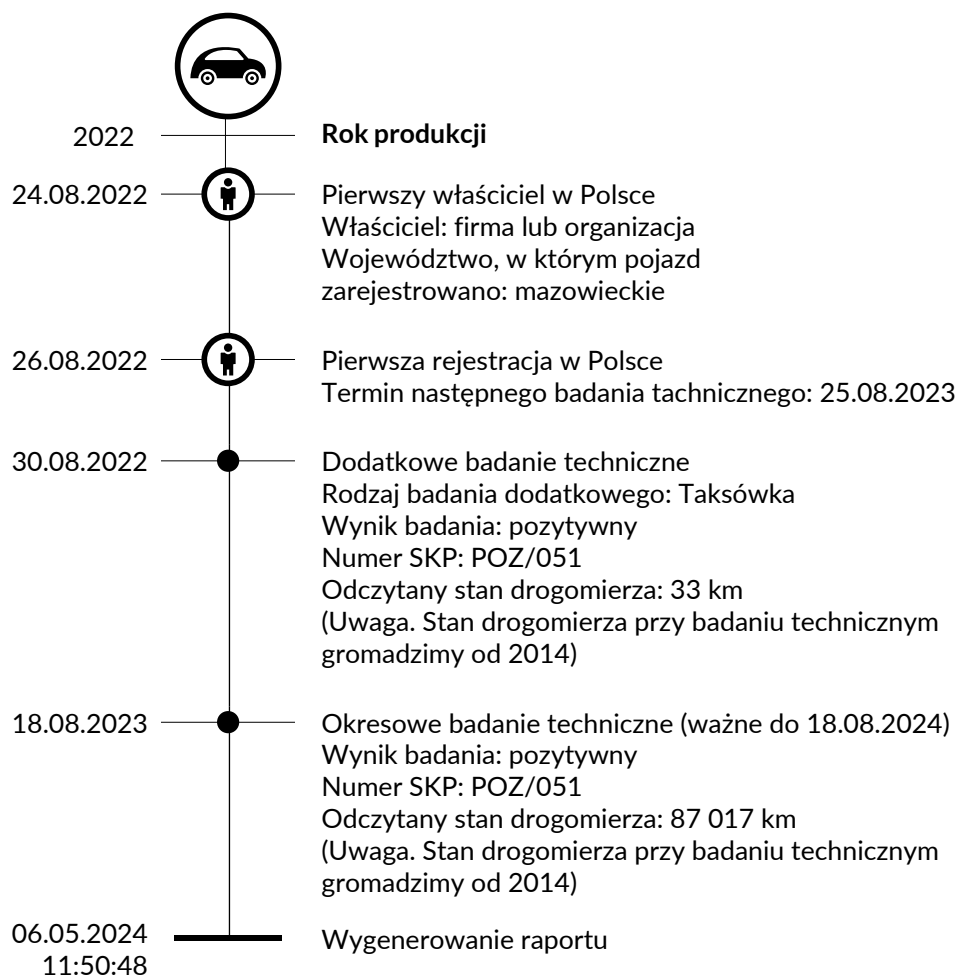 2022
Rok produkcji
24.08.2022
Pierwszy właściciel w Polsce
Właściciel: firma lub organizacja
Województwo, w którym pojazd
zarejestrowano: mazowieckie
26.08.2022
Pierwsza rejestracja w Polsce
Termin następnego badania tachnicznego: 25.08.2023
30.08.2022
Dodatkowe badanie techniczne
Rodzaj badania dodatkowego: Taksówka
Wynik badania: pozytywny
Numer SKP: POZ/051
Odczytany stan drogomierza: 33 km
(Uwaga. Stan drogomierza przy badaniu technicznym
gromadzimy od 2014)
18.08.2023
Okresowe badanie techniczne (ważne do 18.08.2024)
Wynik badania: pozytywny
Numer SKP: POZ/051
Odczytany stan drogomierza: 87 017 km
(Uwaga. Stan drogomierza przy badaniu technicznym
gromadzimy od 2014)
06.05.2024
11:50:48
Wygenerowanie raportu